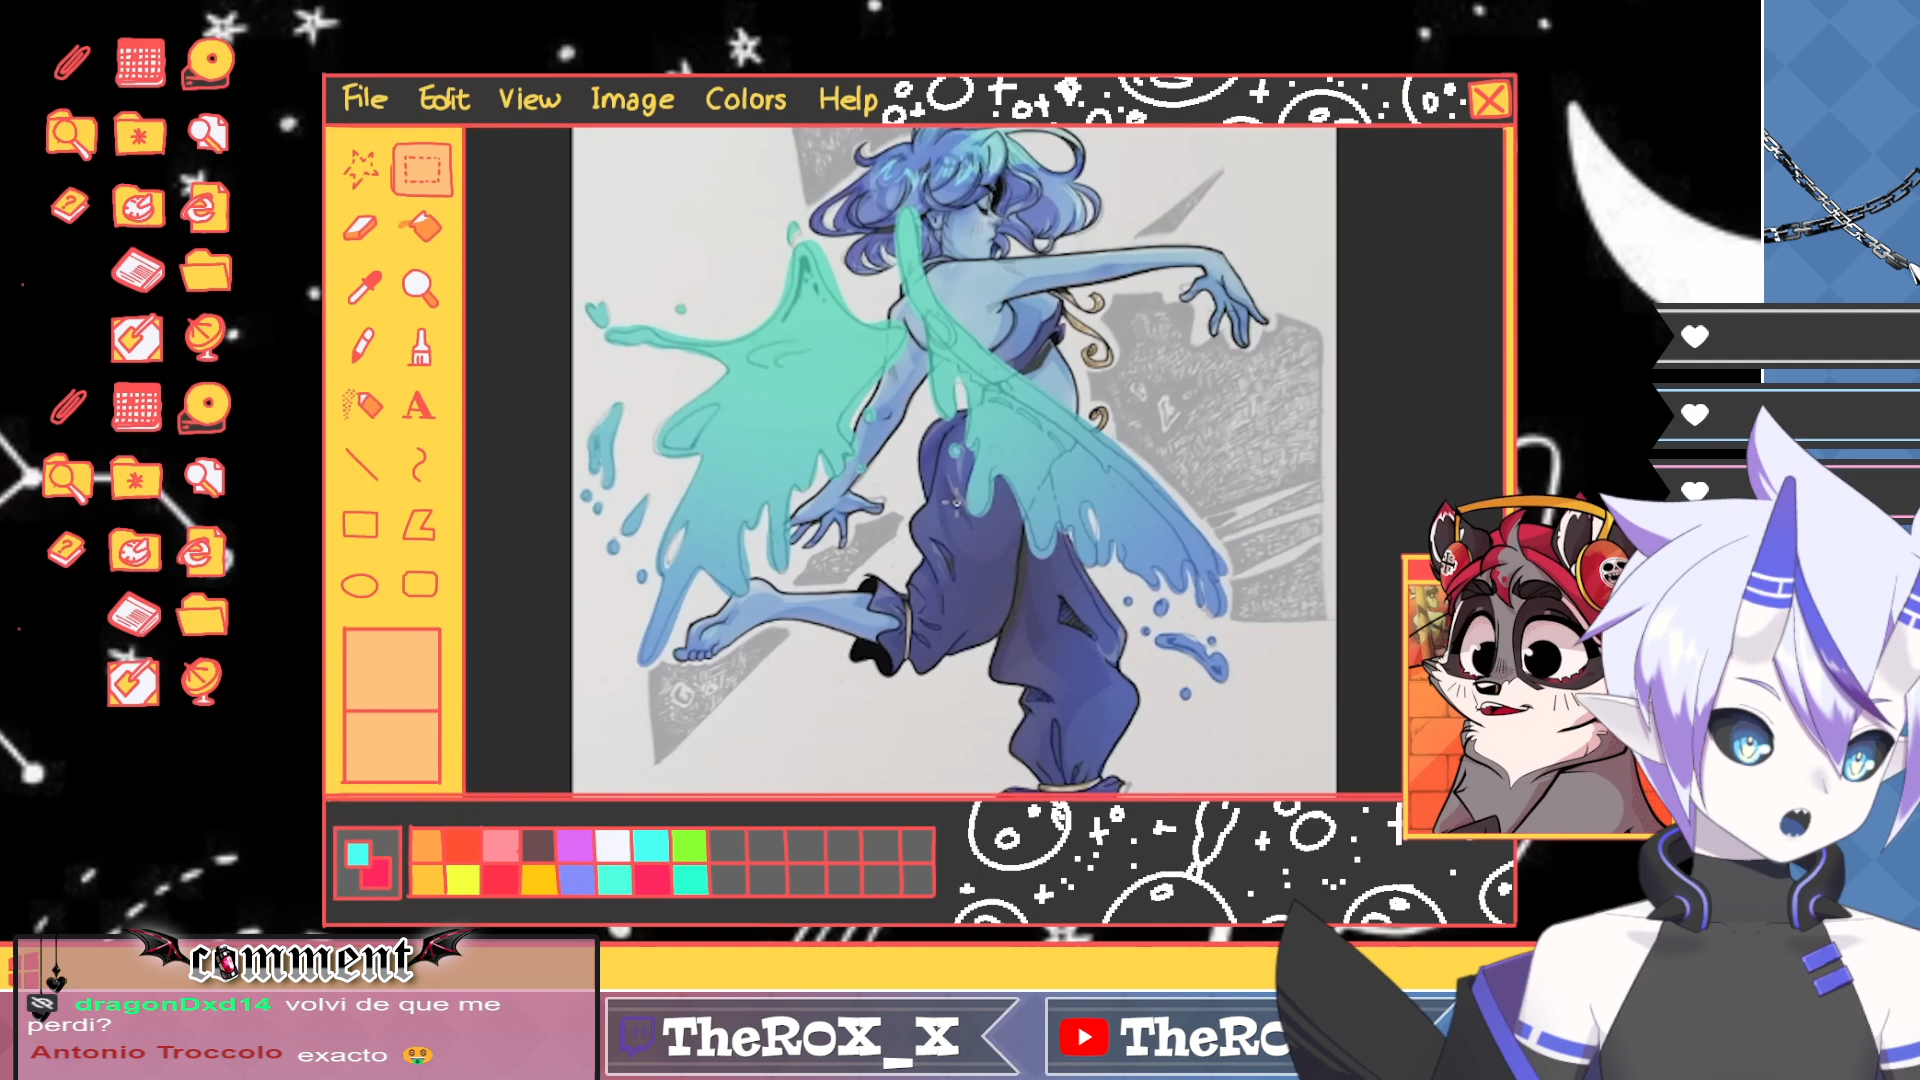 File Edit View Image Colors Help
A
comment
dragonDxd14 volvi de que me
perdi?
Antonio Troccolo exacto
TheROX_X
TheRO